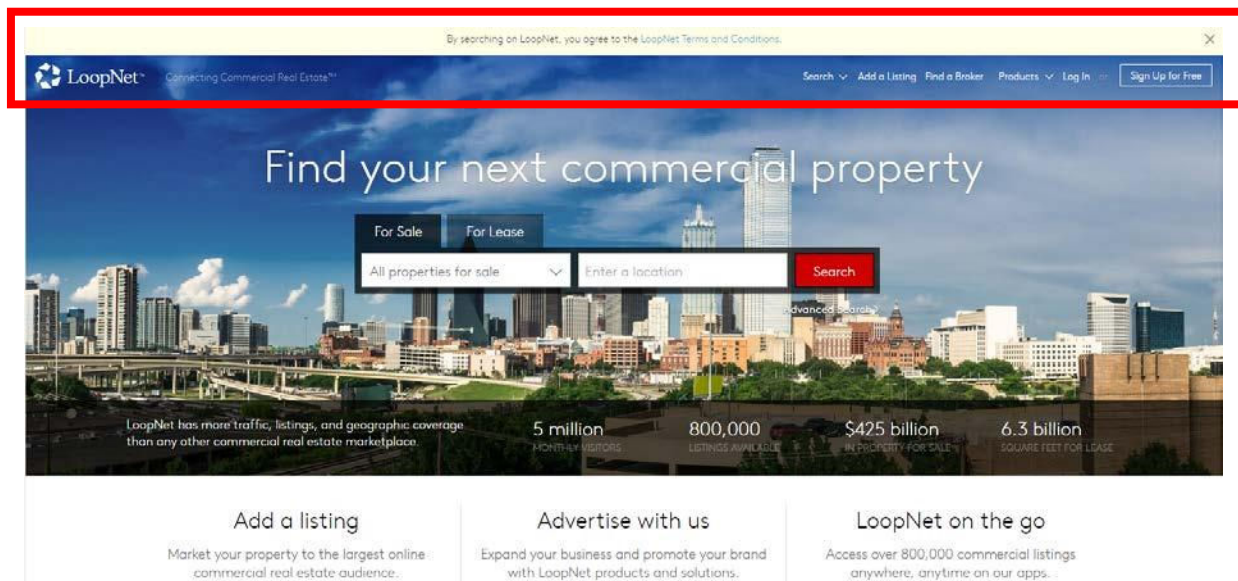 By searching on LoopNet, you agree to the LoopNet Terms and Conditions.
LoopNet™ Connecting Commercial Real Estate™ Search Add a Listing Find a Broker Products Log In or Sign Up for Free
Find your next commercial property
For Sale For Lease
All properties for sale Enter a location Search
Advanced Search?
LoopNet has more traffic, listings, and geographic coverage
than any other commercial real estate marketplace.
5 million 800,000 $425 billion 6.3 billion
MONTHLY VISITORS LISTINGS AVAILABLE IN PROPERTY FOR SALE SQUARE FEET FOR LEASE
Add a listing Advertise with us LoopNet on the go
Market your property to the largest online Expand your business and promote your brand Access over 800,000 commercial listings
commercial real estate audience. with LoopNet products and solutions. anywhere, anytime on our apps.